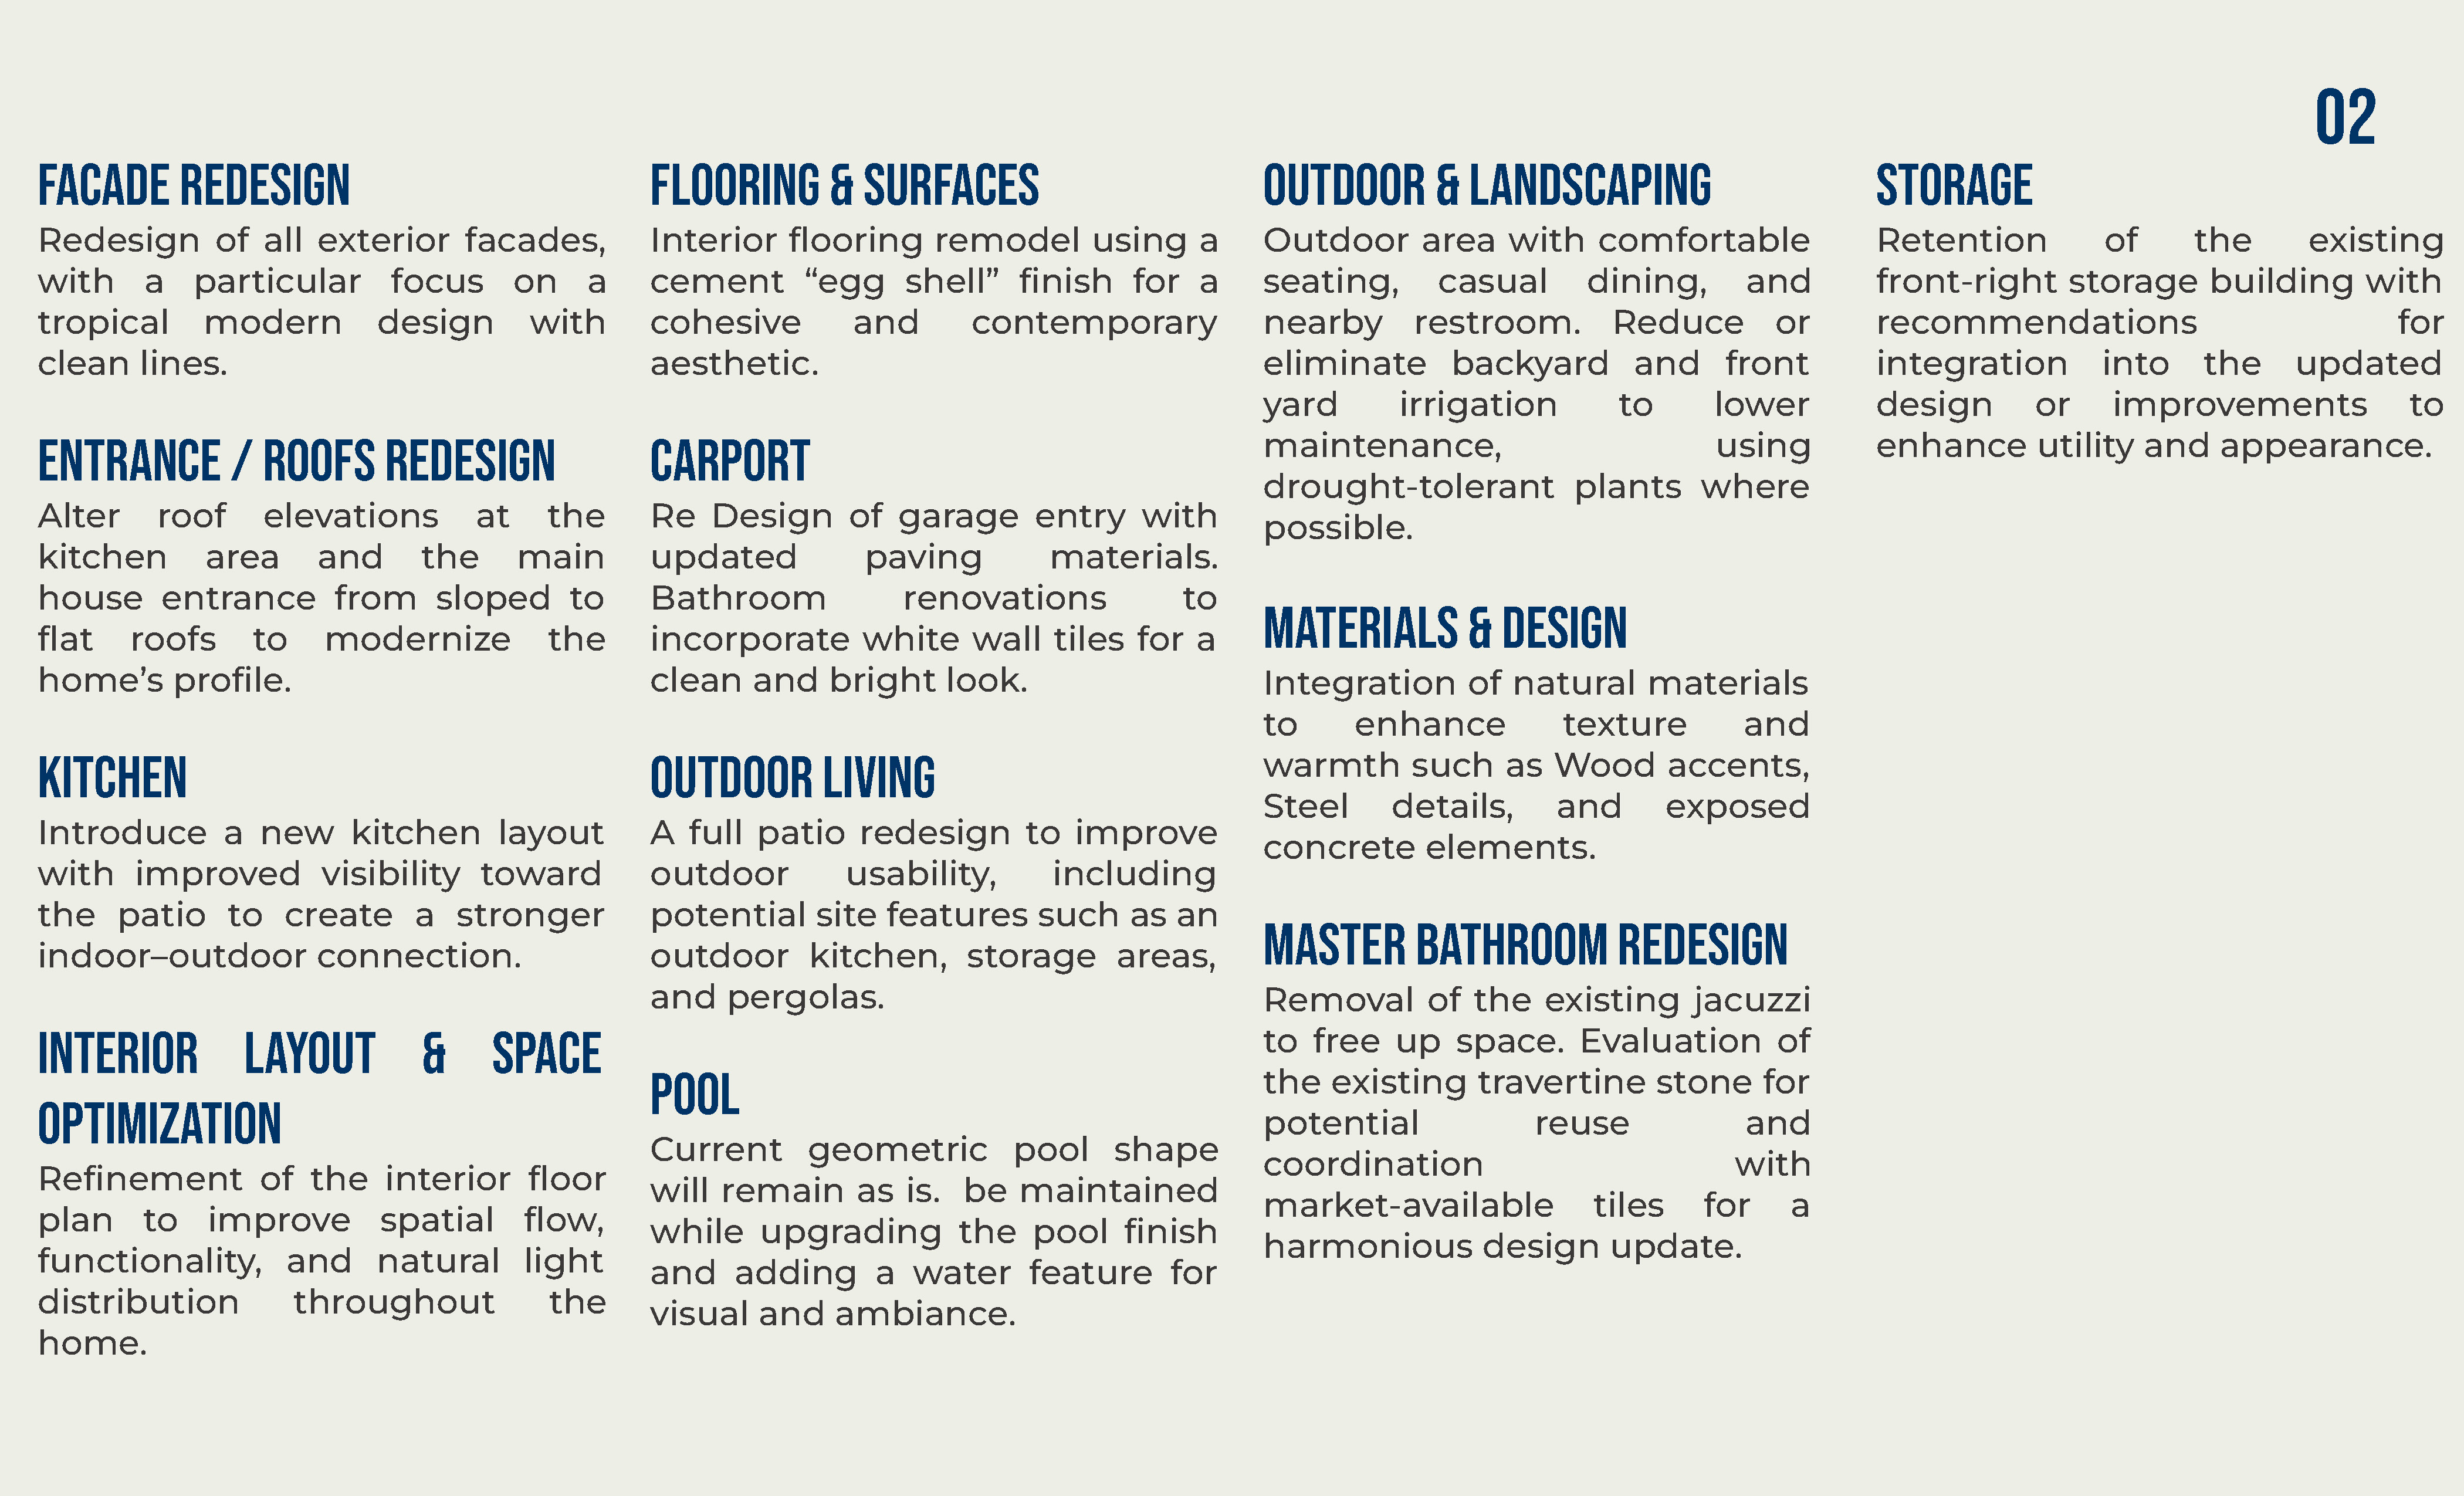 02
FACADE REDESIGN
Redesign of all exterior facades,
with a particular focus on a
tropical modern design with
clean lines.
ENTRANCE / ROOFS REDESIGN
Alter roof elevations at the
kitchen area and the main
house entrance from sloped to
flat roofs to modernize the
home’s profile.
KITCHEN
Introduce a new kitchen layout
with improved visibility toward
the patio to create a stronger
indoor–outdoor connection.
INTERIOR LAYOUT & SPACE
OPTIMIZATION
Refinement of the interior floor
plan to improve spatial flow,
functionality, and natural light
distribution throughout the
home.
FLOORING & SURFACES
Interior flooring remodel using a
cement “egg shell” finish for a
cohesive and contemporary
aesthetic.
CARPORT
Re Design of garage entry with
updated paving materials.
Bathroom renovations to
incorporate white wall tiles for a
clean and bright look.
OUTDOOR LIVING
A full patio redesign to improve
outdoor usability, including
potential site features such as an
outdoor kitchen, storage areas,
and pergolas.
POOL
Current geometric pool shape
will remain as is. be maintained
while upgrading the pool finish
and adding a water feature for
visual and ambiance.
OUTDOOR & LANDSCAPING
Outdoor area with comfortable
seating, casual dining, and
nearby restroom. Reduce or
eliminate backyard and front
yard irrigation to lower
maintenance, using
drought-tolerant plants where
possible.
MATERIALS & DESIGN
Integration of natural materials
to enhance texture and
warmth such as Wood accents,
Steel details, and exposed
concrete elements.
MASTER BATHROOM REDESIGN
Removal of the existing jacuzzi
to free up space. Evaluation of
the existing travertine stone for
potential reuse and
coordination with
market-available tiles for a
harmonious design update.
STORAGE
Retention of the existing
front-right storage building with
recommendations for
integration into the updated
design or improvements to
enhance utility and appearance.